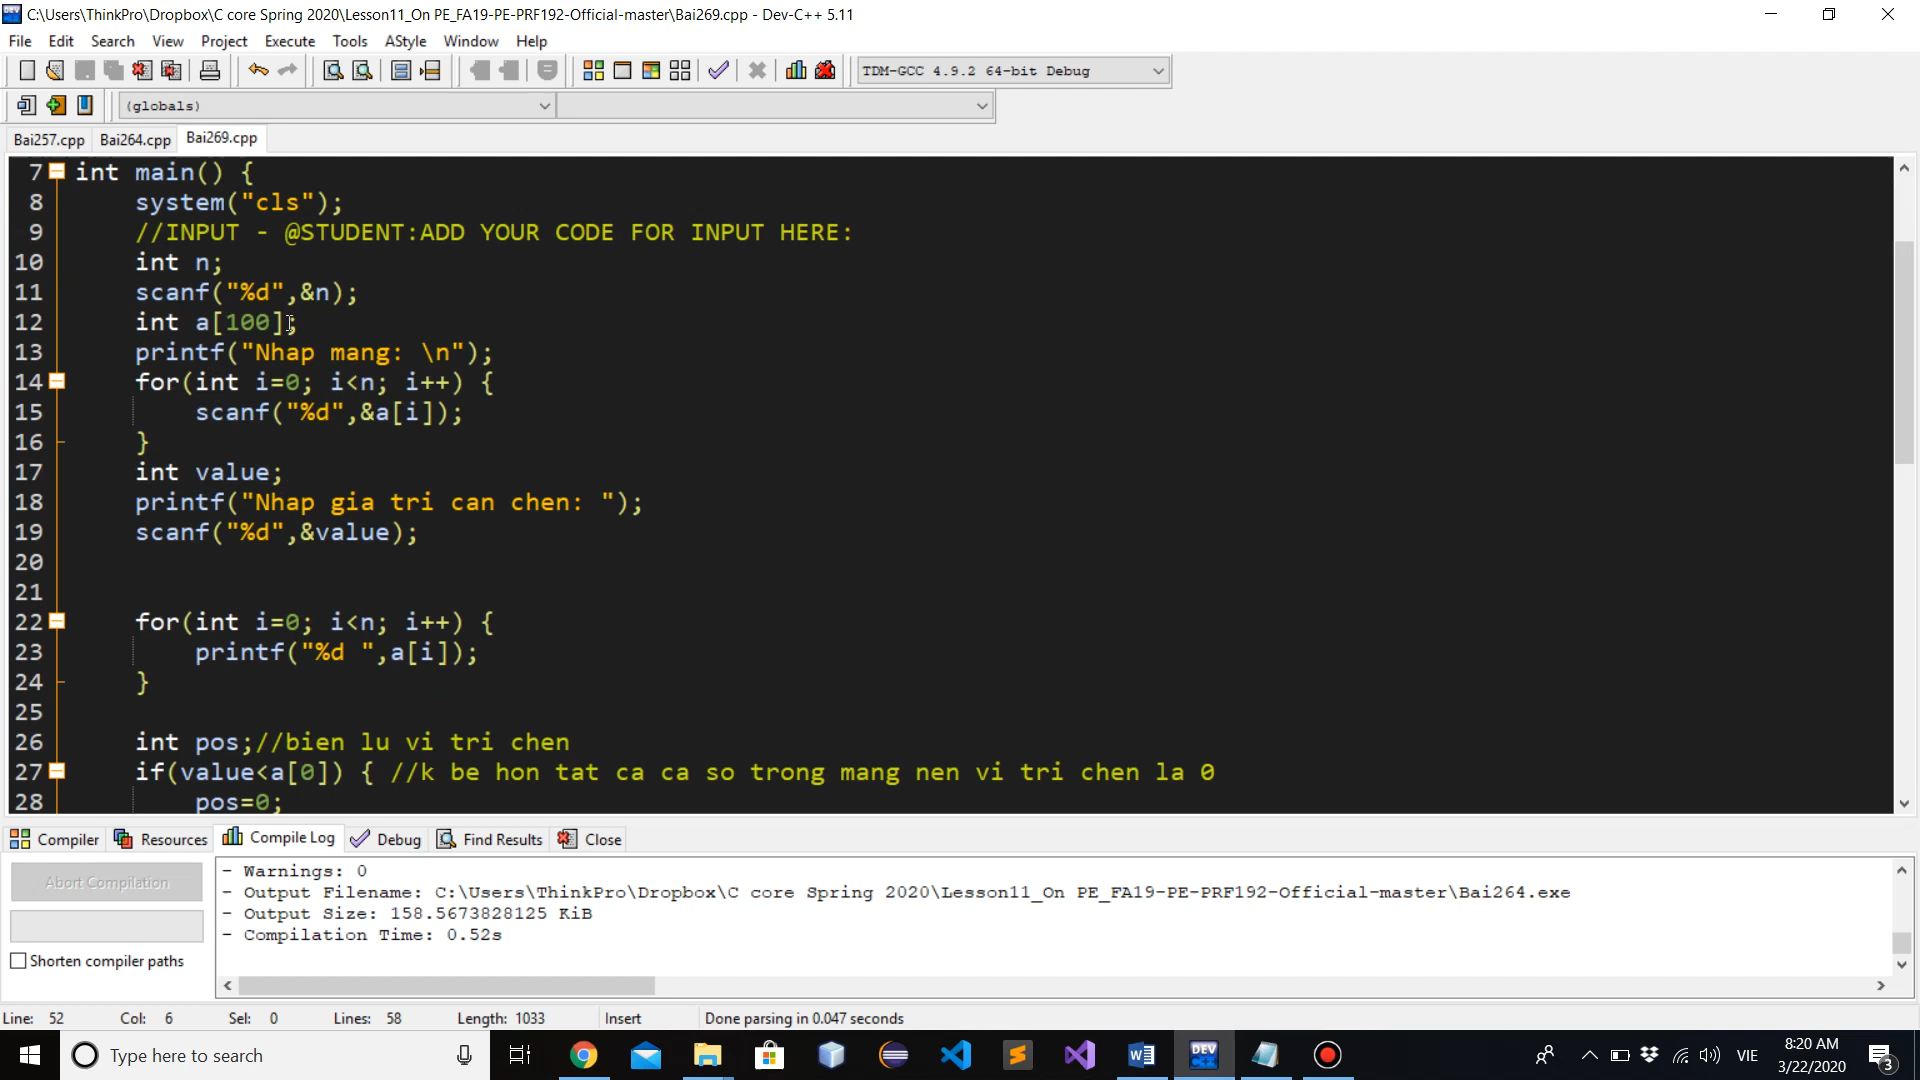 C:\Users\ThinkPro\Dropbox\C core Spring 2020\Lesson11_On PE_FA19-PE-PRF192-Official-master\Bai269.cpp - Dev-C++ 5.11
File Edit Search View Project Execute Tools AStyle Window Help
TDM-GCC 4.9.2 64-bit Debug
(globals)
Bai257.cpp Bai264.cpp Bai269.cpp
7 int main() {
8 system("cls");
9 //INPUT - @STUDENT:ADD YOUR CODE FOR INPUT HERE:
10 int n;
11 scanf("%d",&n);
12 int a[100];
13 printf("Nhap mang: \n");
14 for(int i=0; i<n; i++) {
15 scanf("%d",&a[i]);
16 }
17 int value;
18 printf("Nhap gia tri can chen: ");
19 scanf("%d",&value);
20
21
22 for(int i=0; i<n; i++) {
23 printf("%d ",a[i]);
24 }
25
26 int pos;//bien lu vi tri chen
27 if(value<a[0]) { //k be hon tat ca ca so trong mang nen vi tri chen la 0
28 pos=0;
Compiler Resources Compile Log Debug Find Results Close
Abort Compilation
Shorten compiler paths
- Warnings: 0
- Output Filename: C:\Users\ThinkPro\Dropbox\C core Spring 2020\Lesson11_On PE_FA19-PE-PRF192-Official-master\Bai264.exe
- Output Size: 158.5673828125 KiB
- Compilation Time: 0.52s
Line: 52 Col: 6 Sel: 0 Lines: 58 Length: 1033 Insert Done parsing in 0.047 seconds
Type here to search
DEV
VIE
8:20 AM
3/22/2020
3